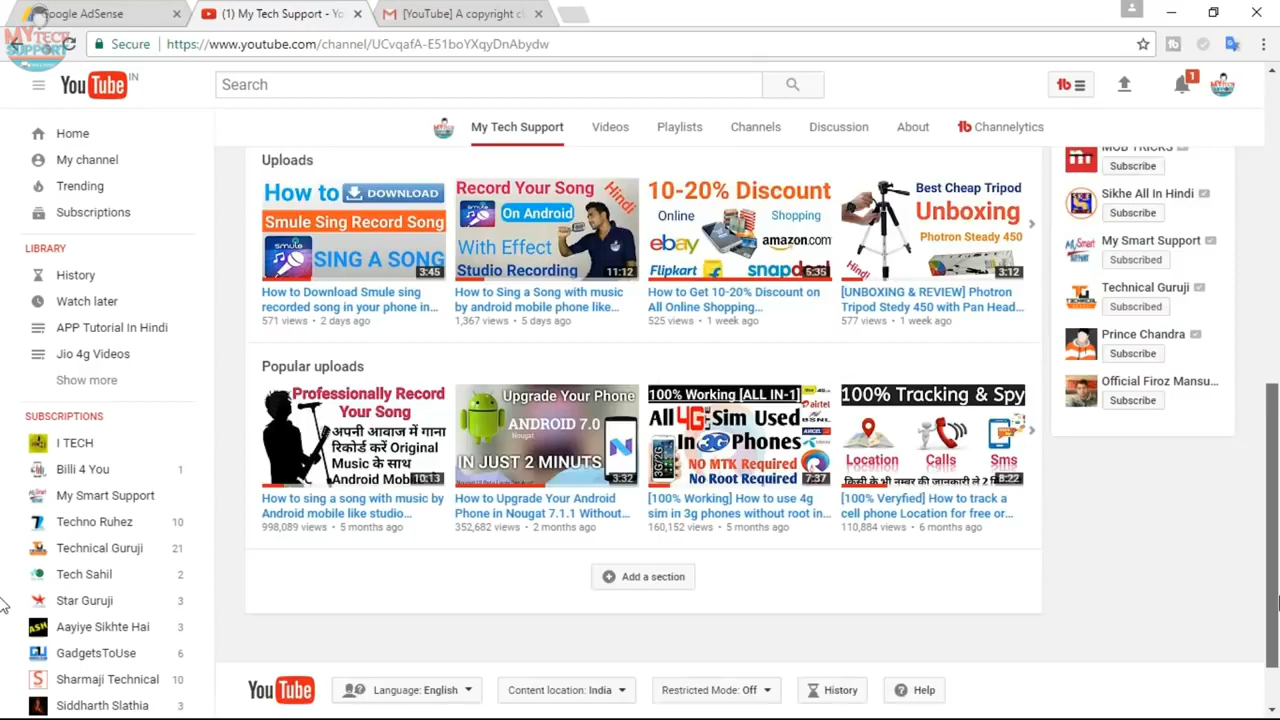 Google AdSense
(1) My Tech Support - Yo
[YouTube] A copyright cl
Secure
MY TECH SUPPORT
YouTube IN
Search
1
My Tech Support
Videos
Playlists
Channels
Discussion
About
Channelytics
Home
My channel
Trending
Subscriptions
LIBRARY
History
Watch later
APP Tutorial In Hindi
Jio 4g Videos
Show more
SUBSCRIPTIONS
I TECH
Billi 4 You 1
My Smart Support
Techno Ruhez 10
Technical Guruji 21
Tech Sahil 2
Star Guruji 3
Aayiye Sikhte Hai 3
GadgetsToUse 6
Sharmaji Technical 10
Siddharth Slathia 3
Uploads
How to DOWNLOAD
Smule Sing Record Song
SING A SONG
3:45
How to Download Smule sing
recorded song in your phone in...
571 views • 2 days ago
Record Your Song
Hindi
On Android
With Effect
Studio Recording
11:12
How to Sing a Song with music
by android mobile phone like...
1,367 views • 5 days ago
10-20% Discount
Online Shopping
ebay amazon.com
Flipkart snapdeal
5:35
How to Get 10-20% Discount on
All Online Shopping...
525 views • 1 week ago
Best Cheap Tripod
Unboxing
Photron Steady 450
Hindi
3:12
[UNBOXING & REVIEW] Photron
Tripod Stedy 450 with Pan Head...
577 views • 1 week ago
Popular uploads
Professionally Record
Your Song
अपनी आवाज में गाना
रिकोर्ड करें Original
Music के साथ
Android Mobile
10:13
How to sing a song with music by
Android mobile like studio...
998,089 views • 5 months ago
Upgrade Your Phone
ANDROID 7.0
Nougat
IN JUST 2 MINUTS
3:32
How to Upgrade Your Android
Phone in Nougat 7.1.1 Without...
352,682 views • 2 months ago
100% Working [ALL IN-1]
All 4G Sim Used
In 3G Phones
NO MTK Required
No Root Required
airtel
BSNL
AIRCEL
2G/3G
7:37
[100% Working] How to use 4g
sim in 3g phones without root in...
160,152 views • 5 months ago
100% Tracking & Spy
Location Calls Sms
8:22
[100% Veryfied] How to track a
cell phone Location for free or...
110,884 views • 6 months ago
Add a section
MOB TRICKS
Subscribe
Sikhe All In Hindi
Subscribe
My Smart Support
Subscribed
Technical Guruji
Subscribed
Prince Chandra
Subscribe
Official Firoz Mansu...
Subscribe
YouTube
Language: English
Content location: India
Restricted Mode: Off
History
Help